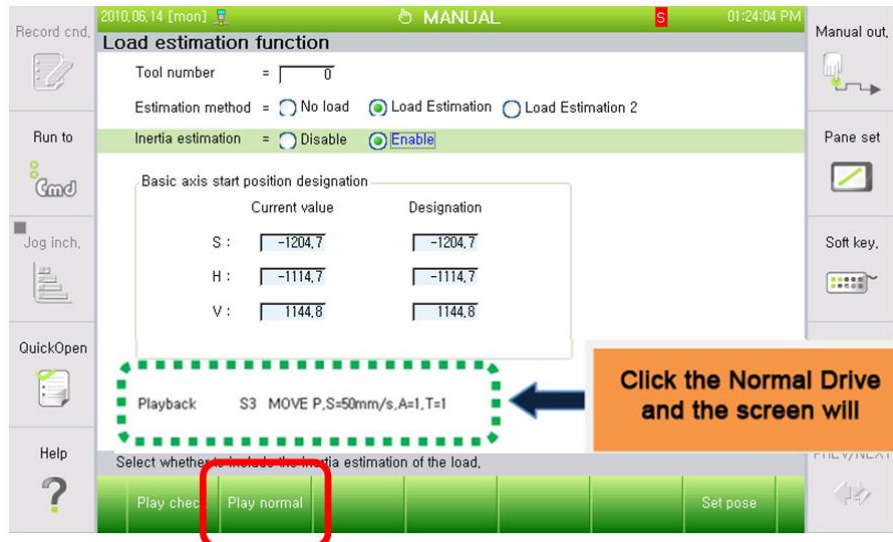 2010,06,14 [mon] MANUAL S 01:24:04 PM
Record cnd,
Manual out,
Load estimation function
Tool number = 0
Estimation method = No load Load Estimation Load Estimation 2
Run to
Inertia estimation = Disable Enable
Pane set
Cmd
Basic axis start position designation
Current value Designation
Jog inch,
S : -1204,7 -1204,7
Soft key,
H : -1114,7 -1114,7
V : 1144,8 1144,8
QuickOpen
Click the Normal Drive
and the screen will
Playback S3 MOVE P,S=50mm/s,A=1,T=1
Help
Select whether to include the inertia estimation of the load,
PREV/NEXT
?
Play check Play normal Set pose